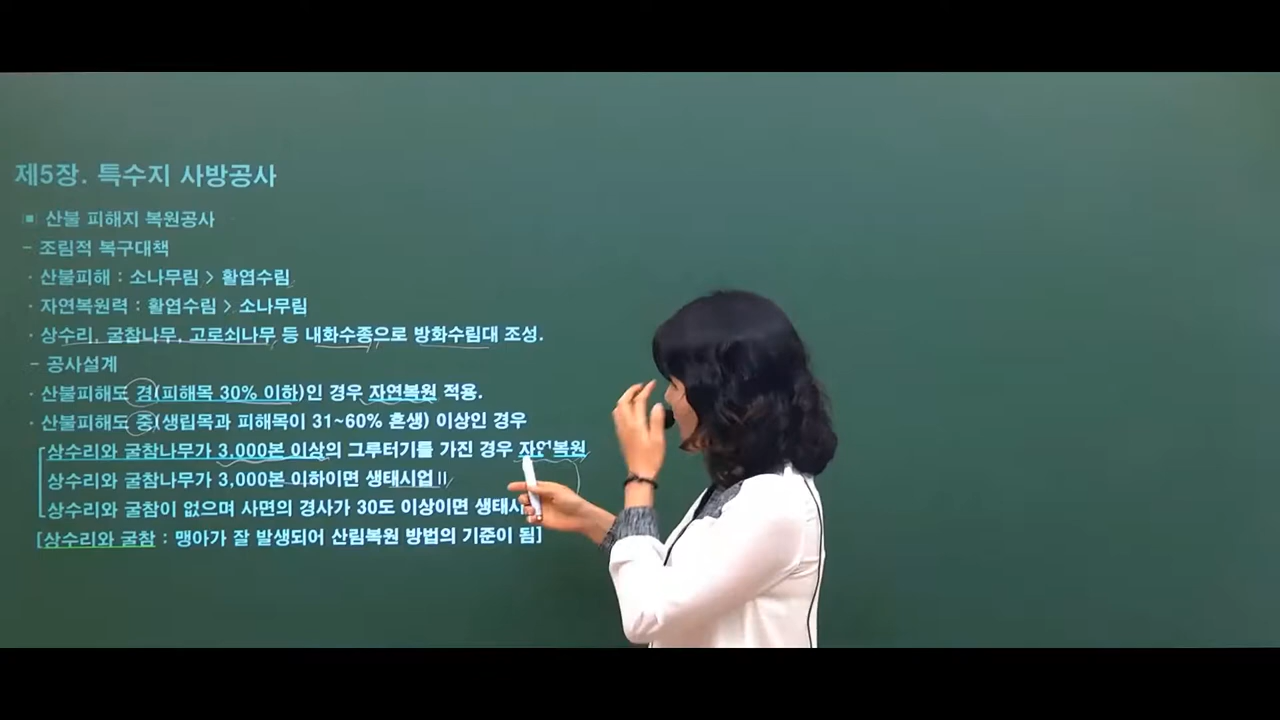 제5장. 특수지 사방공사
▣ 산불 피해지 복원공사
- 조림적 복구대책
· 산불피해 : 소나무림 > 활엽수림
· 자연복원력 : 활엽수림 > 소나무림
· 상수리, 굴참나무, 고로쇠나무 등 내화수종으로 방화수림대 조성.
- 공사설계
· 산불피해도 경(피해목 30% 이하)인 경우 자연복원 적용.
· 산불피해도 중(생립목과 피해목이 31~60% 혼생) 이상인 경우
상수리와 굴참나무가 3,000본 이상의 그루터기를 가진 경우 자연복원
상수리와 굴참나무가 3,000본 이하이면 생태시업Ⅱ
상수리와 굴참이 없으며 사면의 경사가 30도 이상이면
[상수리와 굴참 : 맹아가 잘 발생되어 산림복원 방법의 기준이 됨]